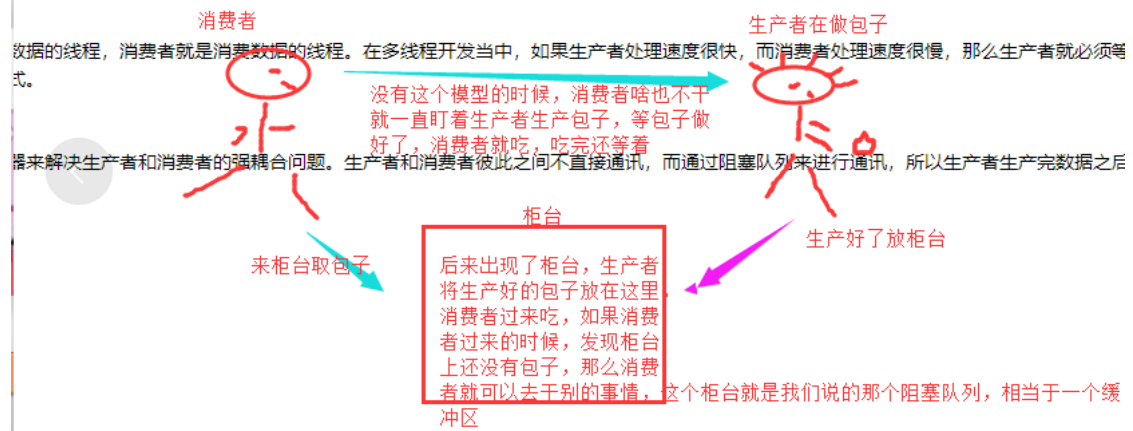 消费者
生产者在做包子
数据的线程，消费者就是消费数据的线程。在多线程开发当中，如果生产者处理速度很快，而消费者处理速度很慢，那么生产者就必须等
式。
没有这个模型的时候，消费者啥也不干
就一直盯着生产者生产包子，等包子做
好了，消费者就吃，吃完还等着
器来解决生产者和消费者的强耦合问题。生产者和消费者彼此之间不直接通讯，而通过阻塞队列来进行通讯，所以生产者生产完数据之后
柜台
生产好了放柜台
来柜台取包子
后来出现了柜台，生产者
将生产好的包子放在这里，
消费者过来吃，如果消费
者过来的时候，发现柜台
上还没有包子，那么消费
者就可以去干别的事情，这个柜台就是我们说的那个阻塞队列，相当于一个缓
冲区